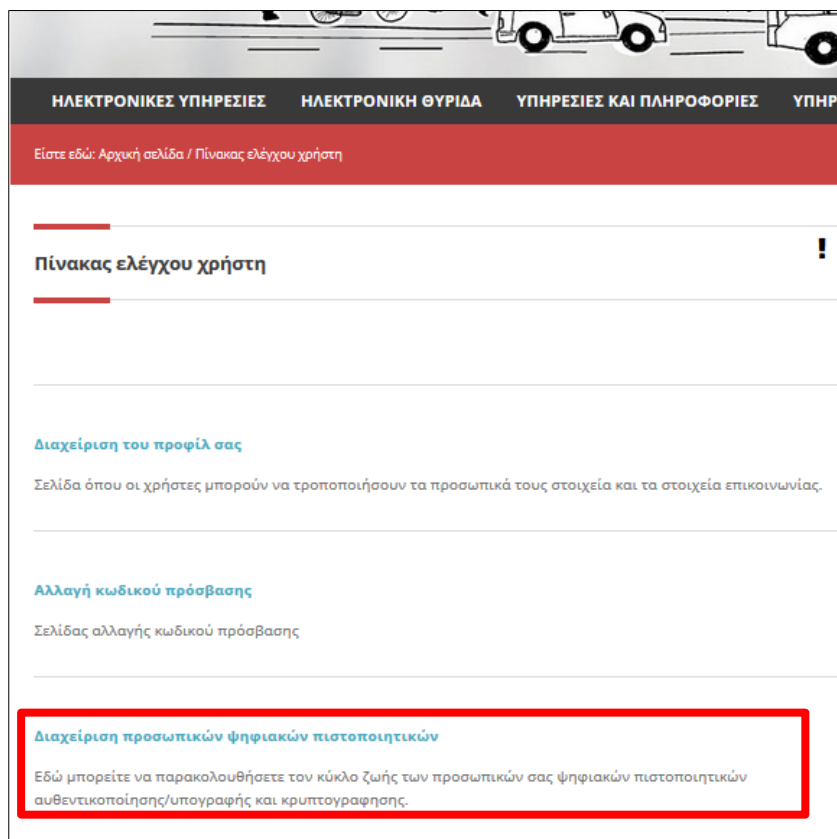 ΗΛΕΚΤΡΟΝΙΚΕΣ ΥΠΗΡΕΣΙΕΣ ΗΛΕΚΤΡΟΝΙΚΗ ΘΥΡΙΔΑ ΥΠΗΡΕΣΙΕΣ ΚΑΙ ΠΛΗΡΟΦΟΡΙΕΣ ΥΠΗΡ
Είστε εδώ: Αρχική σελίδα / Πίνακας ελέγχου χρήστη
Πίνακας ελέγχου χρήστη !
Διαχείριση του προφίλ σας
Σελίδα όπου οι χρήστες μπορούν να τροποποιήσουν τα προσωπικά τους στοιχεία και τα στοιχεία επικοινωνίας.
Αλλαγή κωδικού πρόσβασης
Σελίδας αλλαγής κωδικού πρόσβασης
Διαχείριση προσωπικών ψηφιακών πιστοποιητικών
Εδώ μπορείτε να παρακολουθήσετε τον κύκλο ζωής των προσωπικών σας ψηφιακών πιστοποιητικών
αυθεντικοποίησης/υπογραφής και κρυπτογραφησης.